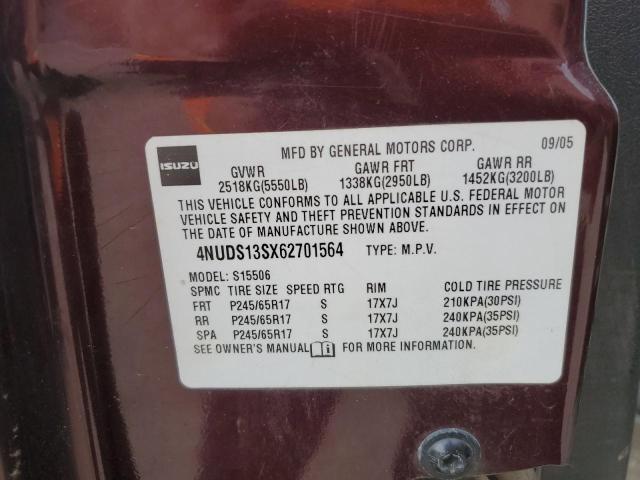 ISUZU
MFD BY GENERAL MOTORS CORP. 09/05
GVWR GAWR FRT GAWR RR
2518KG(5550LB) 1338KG(2950LB) 1452KG(3200LB)
THIS VEHICLE CONFORMS TO ALL APPLICABLE U.S. FEDERAL MOTOR
VEHICLE SAFETY AND THEFT PREVENTION STANDARDS IN EFFECT ON
THE DATE OF MANUFACTURE SHOWN ABOVE.
4NUDS13SX62701564 TYPE: M.P.V.
MODEL: S15506
SPMC TIRE SIZE SPEED RTG RIM COLD TIRE PRESSURE
FRT P245/65R17 S 17X7J 210KPA(30PSI)
RR P245/65R17 S 17X7J 240KPA(35PSI)
SPA P245/65R17 S 17X7J 240KPA(35PSI)
SEE OWNER'S MANUAL FOR MORE INFORMATION.